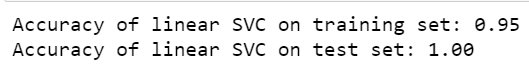 Accuracy of linear SVC on training set: 0.95
Accuracy of linear SVC on test set: 1.00